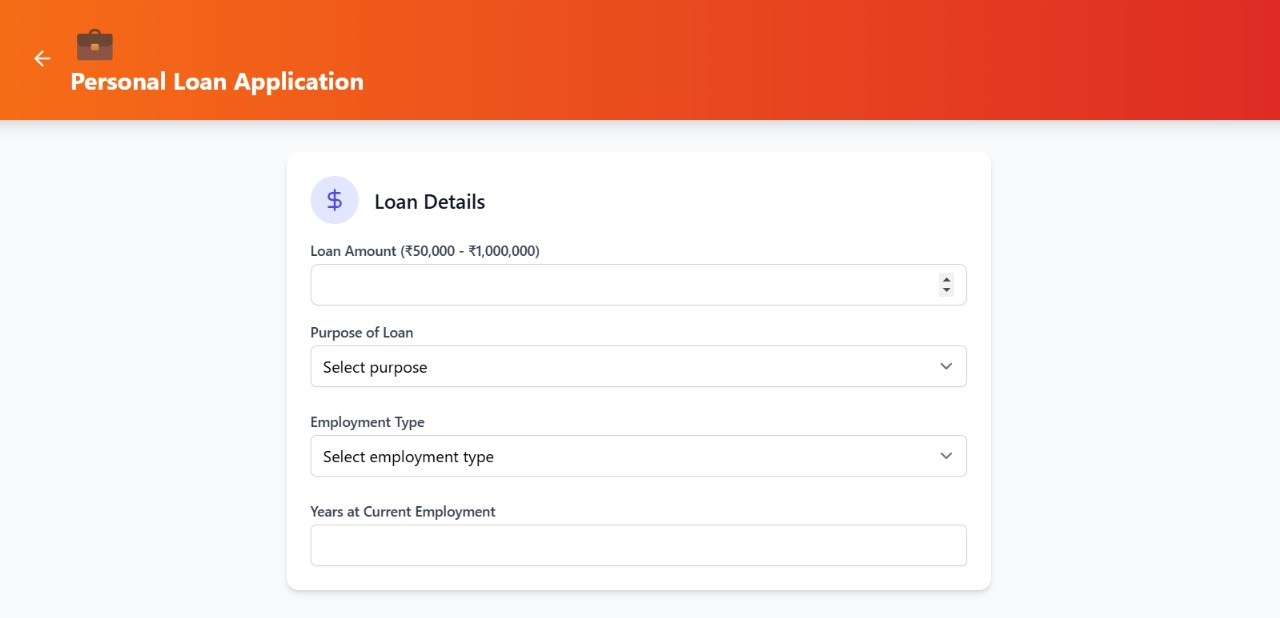 Personal Loan Application
$ Loan Details
Loan Amount (₹50,000 - ₹1,000,000)
Purpose of Loan
Select purpose
Employment Type
Select employment type
Years at Current Employment